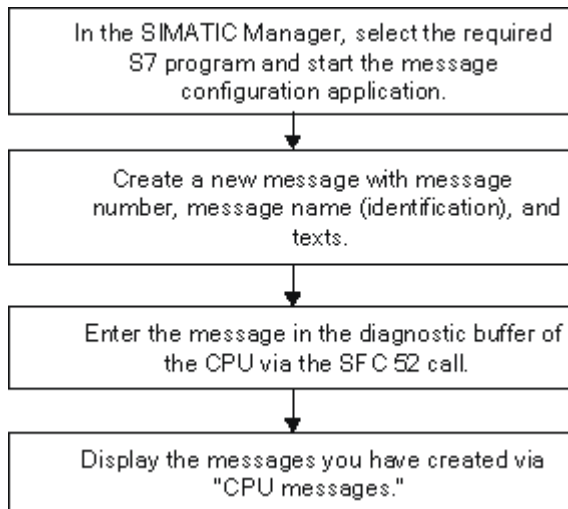 In the SIMATIC Manager, select the required
S7 program and start the message
configuration application.
Create a new message with message
number, message name (identification), and
texts.
Enter the message in the diagnostic buffer of
the CPU via the SFC 52 call.
Display the messages you have created via
"CPU messages."